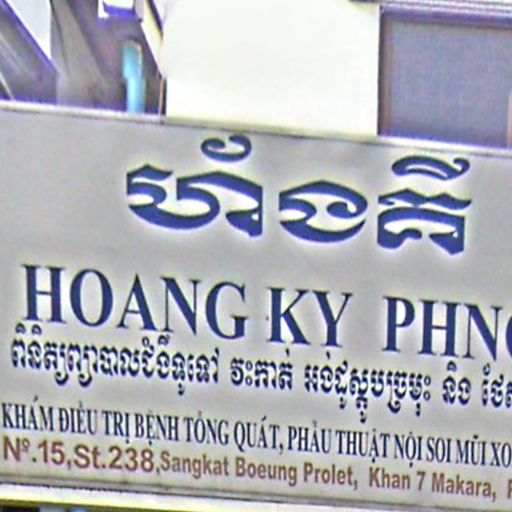 ហ៊ាំងគី
HOANG KY PHN
ពិនិត្យព្យាបាលជំងឺទូទៅ វះកាត់ អង់ដូស្កូបច្រមុះ និង ថែ
KHÁM ĐIỀU TRỊ BỆNH TỔNG QUÁT, PHẪU THUẬT NỘI SOI MŨI XO
Nº.15,St.238,Sangkat Boeung Prolet, Khan 7 Makara, P